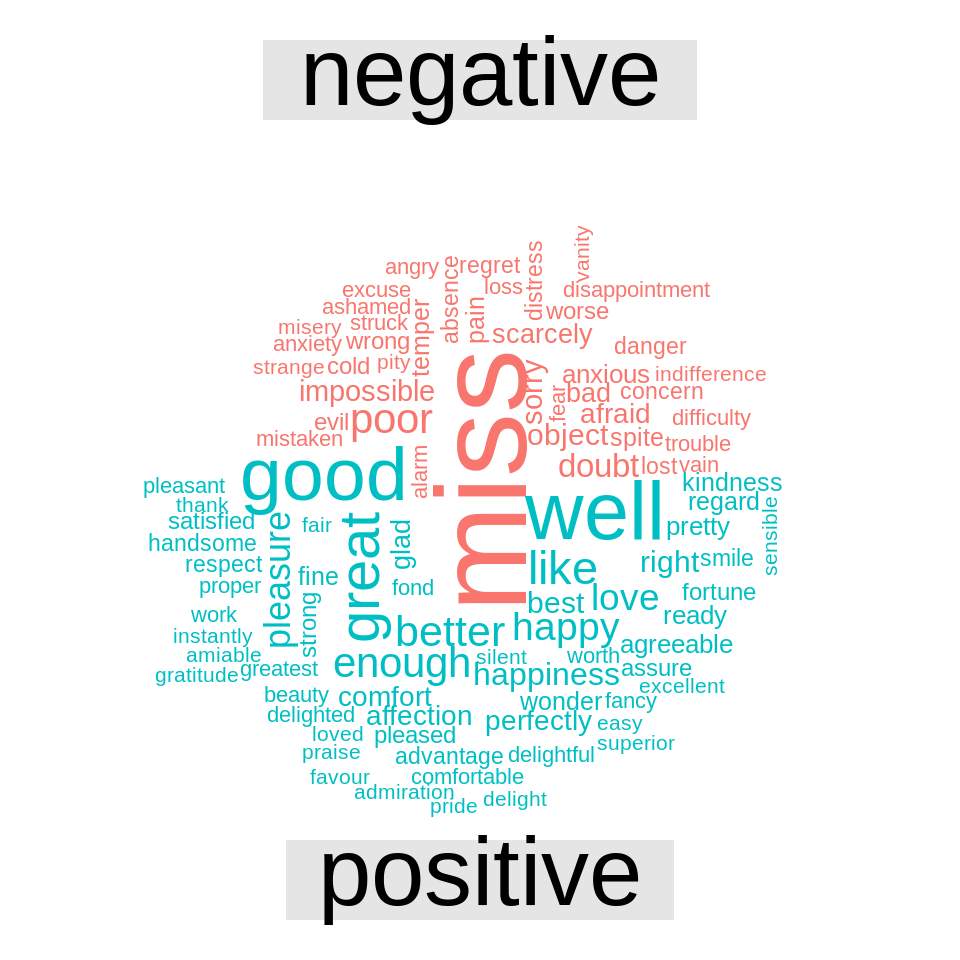 negative
vanity
angry
absence
regret
distress
excuse
loss
disappointment
ashamed
temper
pain
worse
misery
struck
scarcely
anxiety
wrong
danger
strange
cold
pity
miss
sorry
anxious
indifference
impossible
fear
bad
concern
evil
poor
afraid
difficulty
mistaken
object
spite
trouble
alarm
doubt
lost
vain
good
well
kindness
pleasant
thank
regard
sensible
satisfied
pleasure
fair
great
glad
pretty
handsome
respect
like
right
smile
proper
fine
fond
best
love
fortune
work
strong
ready
instantly
better
happy
amiable
agreeable
gratitude
greatest
enough
silent
worth
happiness
assure
excellent
beauty
comfort
wonder
fancy
delighted
affection
perfectly
easy
loved
pleased
superior
praise
advantage
delightful
favour
comfortable
admiration
pride
delight
positive